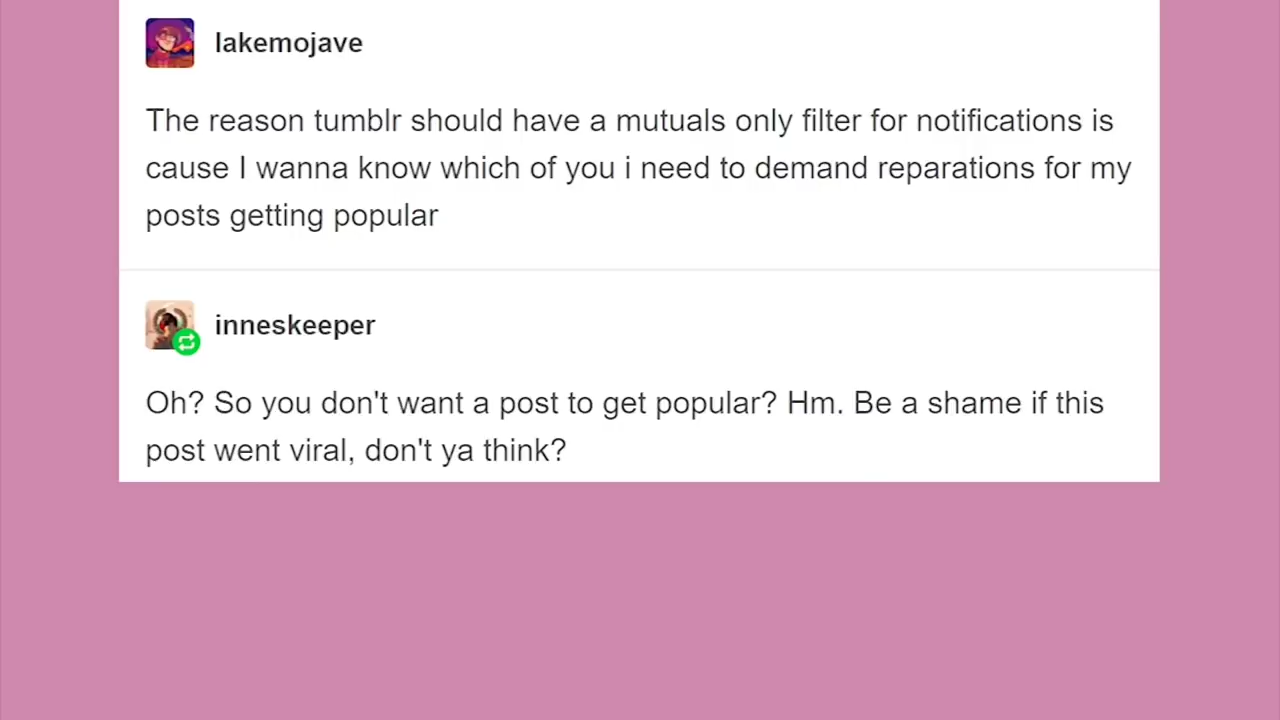 lakemojave
The reason tumblr should have a mutuals only filter for notifications is
cause I wanna know which of you i need to demand reparations for my
posts getting popular
inneskeeper
Oh? So you don't want a post to get popular? Hm. Be a shame if this
post went viral, don't ya think?